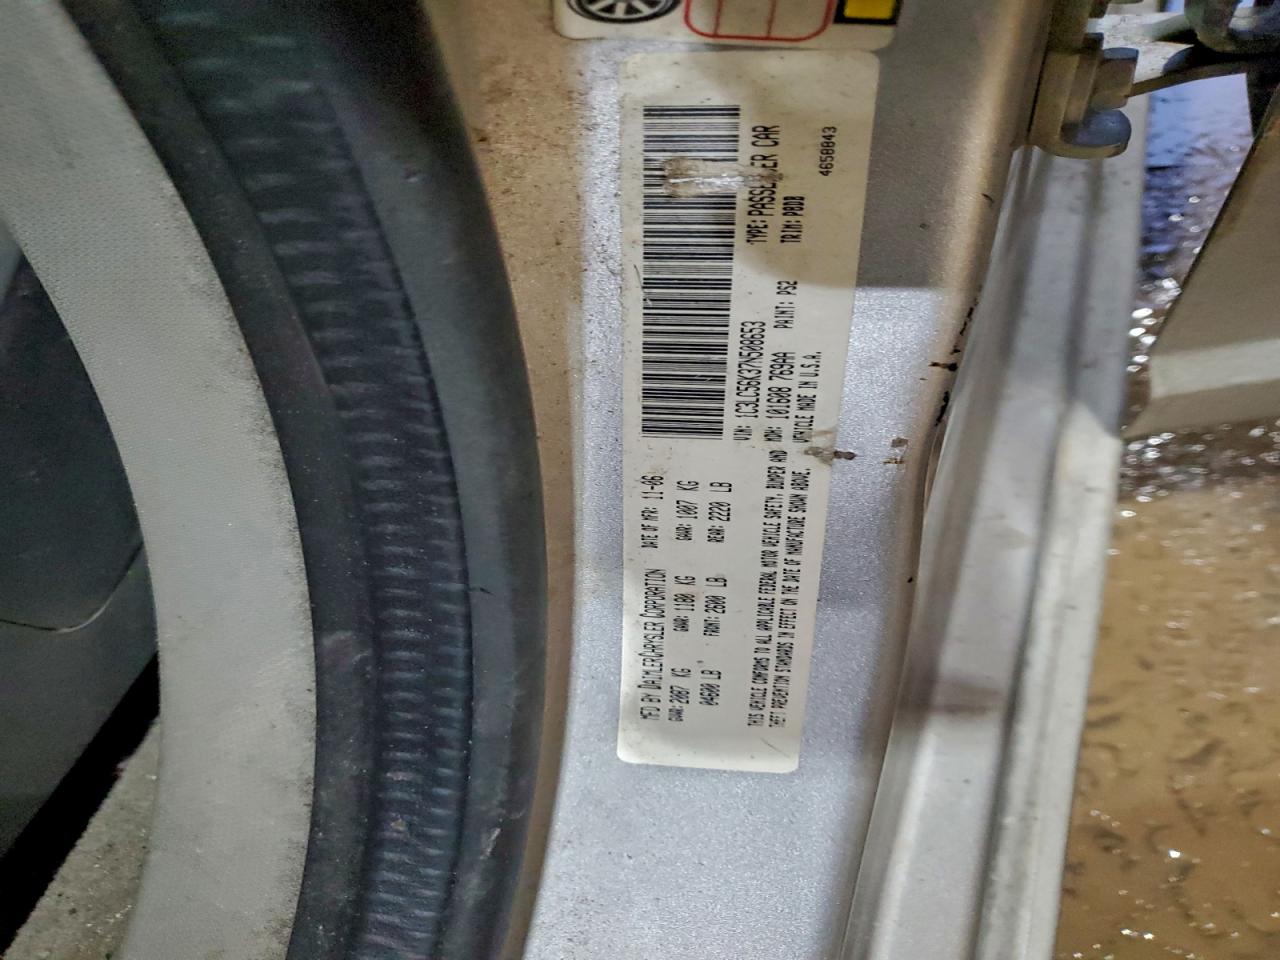 MFD BY DAIMLERCHRYSLER CORPORATION DATE OF MFR: 11-06
GVWR: 2087 KG GAWR: 1180 KG GAWR: 1007 KG
04600 LB FRONT: 2600 LB REAR: 2220 LB
THIS VEHICLE CONFORMS TO ALL APPLICABLE FEDERAL MOTOR VEHICLE SAFETY, BUMPER AND
THEFT PREVENTION STANDARDS IN EFFECT ON THE DATE OF MANUFACTURE SHOWN ABOVE.
VIN: 1C3LC56K37N508653 TYPE: PASSENGER CAR
MDH: 101608 769AA PAINT: PS2 TRIM: PBDB
VEHICLE MADE IN U.S.A. 4658043